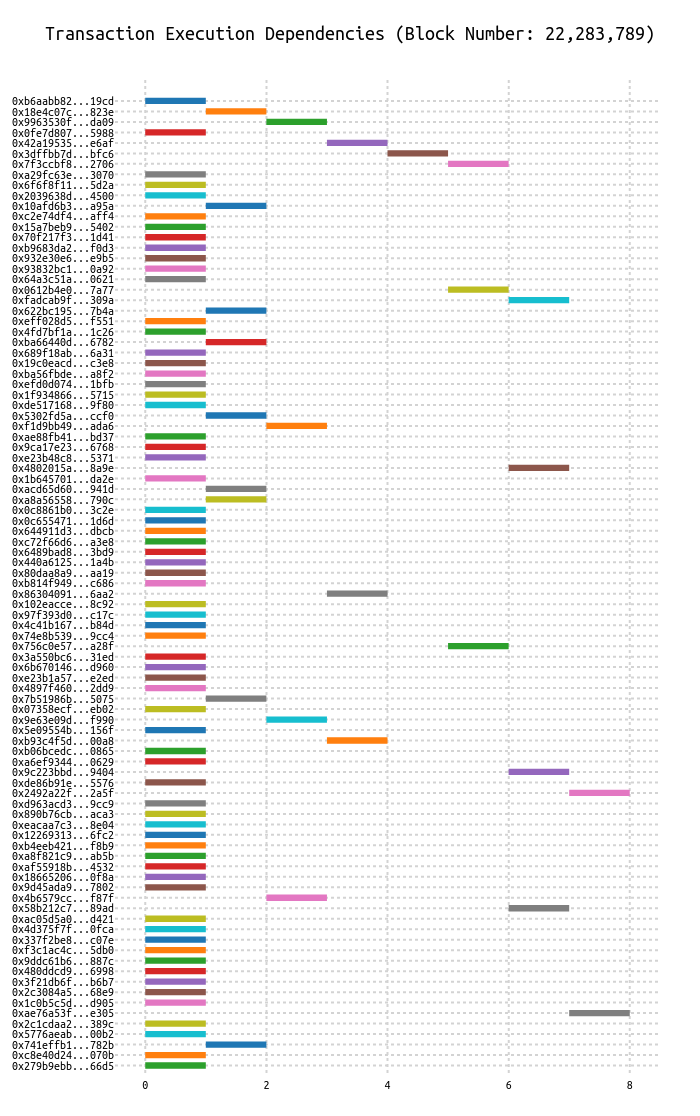 Transaction Execution Dependencies (Block Number: 22,283,789)
0xb6aabb82...19cd
0x18e4c07c...823e
0x9963530f...da09
0x0fe7d807...5988
0x42a19535...e6af
0x3dffbb7d...bfc6
0x7f3ccbf8...2706
0xa29fc63e...3070
0x6f6f8f11...5d2a
0x2039638d...4500
0x10afd6b3...a95a
0xc2e74df4...aff4
0x15a7beb9...5402
0x70f217f3...1d41
0xb9683da2...f0d3
0x932e30e6...e9b5
0x93832bc1...0a92
0x64a3c51a...0621
0x0612b4e0...7a77
0xfadcab9f...309a
0x622bc195...7b4a
0xeff028d5...f551
0x4fd7bf1a...1c26
0xba66440d...6782
0x689f18ab...6a31
0x19c0eacd...c3e8
0xba56fbde...a8f2
0xefd0d074...1bfb
0x1f934866...5715
0xde517168...9f80
0x5302fd5a...ccf0
0xf1d9bb49...ada6
0xae88fb41...bd37
0x9ca17e23...6768
0xe23b48c8...5371
0x4802015a...8a9e
0x1b645701...da2e
0xacd65d60...941d
0xa8a56558...790c
0x0c8861b0...3c2e
0x0c655471...1d6d
0x644911d3...dbcb
0xc72f66d6...a3e8
0x6489bad8...3bd9
0x440a6125...1a4b
0x80daa8a9...aa19
0xb814f949...c686
0x86304091...6aa2
0x102eacce...8c92
0x97f393d0...c17c
0x4c41b167...b84d
0x74e8b539...9cc4
0x756c0e57...a28f
0x3a550bc6...31ed
0x6b670146...d960
0xe23b1a57...e2ed
0x4897f460...2dd9
0x7b51986b...5075
0x07358ecf...eb02
0x9e63e09d...f990
0x5e09554b...156f
0xb93c4f5d...00a8
0xb06bcedc...0865
0xa6ef9344...0629
0x9c223bbd...9404
0xde86b91e...5576
0x2492a22f...2a5f
0xd963acd3...9cc9
0x890b76cb...aca3
0xeacaa7c3...8e04
0x12269313...6fc2
0xb4eeb421...f8b9
0xa8f821c9...ab5b
0xaf55918b...4532
0x18665206...0f8a
0x9d45ada9...7802
0x4b6579cc...f87f
0x58b212c7...89ad
0xac05d5a0...d421
0x4d375f7f...0fca
0x337f2be8...c07e
0xf3c1ac4c...5db0
0x9ddc61b6...887c
0x480ddcd9...6998
0x3f21db6f...b6b7
0x2c3084a5...68e9
0x1c0b5c5d...d905
0xae76a53f...e305
0x2c1cdaa2...389c
0x5776aeab...00b2
0x741effb1...782b
0xc8e40d24...070b
0x279b9ebb...66d5
0 2 4 6 8